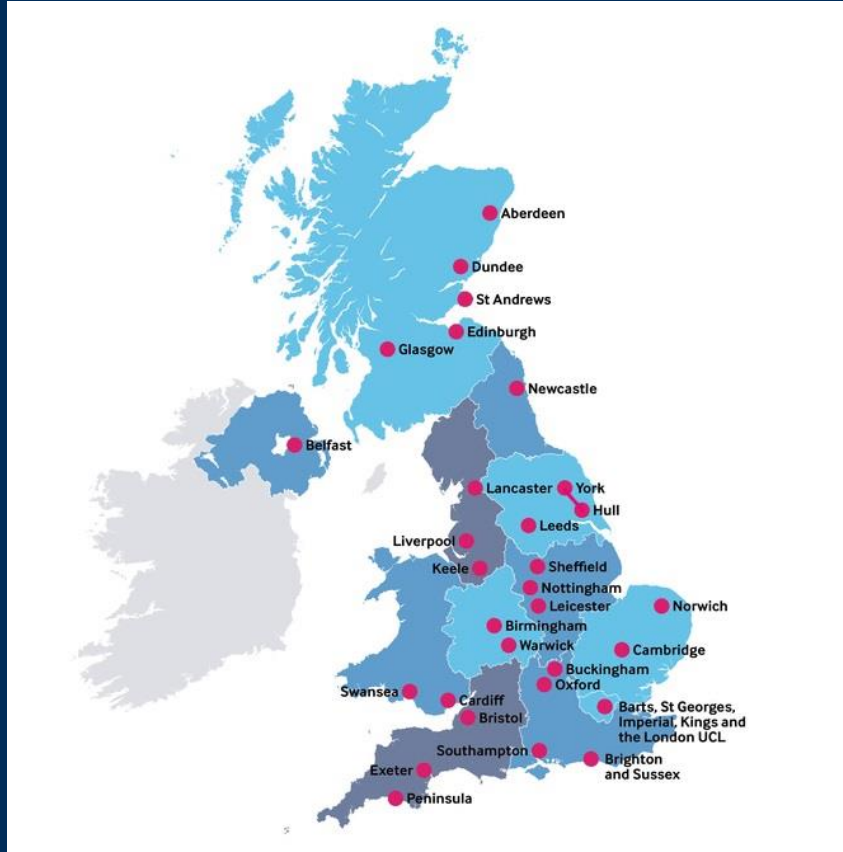 Aberdeen
Dundee
St Andrews
Edinburgh
Glasgow
Newcastle
Belfast
Lancaster
York
Hull
Leeds
Liverpool
Keele
Sheffield
Nottingham
Leicester
Norwich
Birmingham
Warwick
Cambridge
Buckingham
Oxford
Swansea
Cardiff
Bristol
Barts, St Georges,
Imperial, Kings and
the London UCL
Southampton
Brighton
and Sussex
Exeter
Peninsula